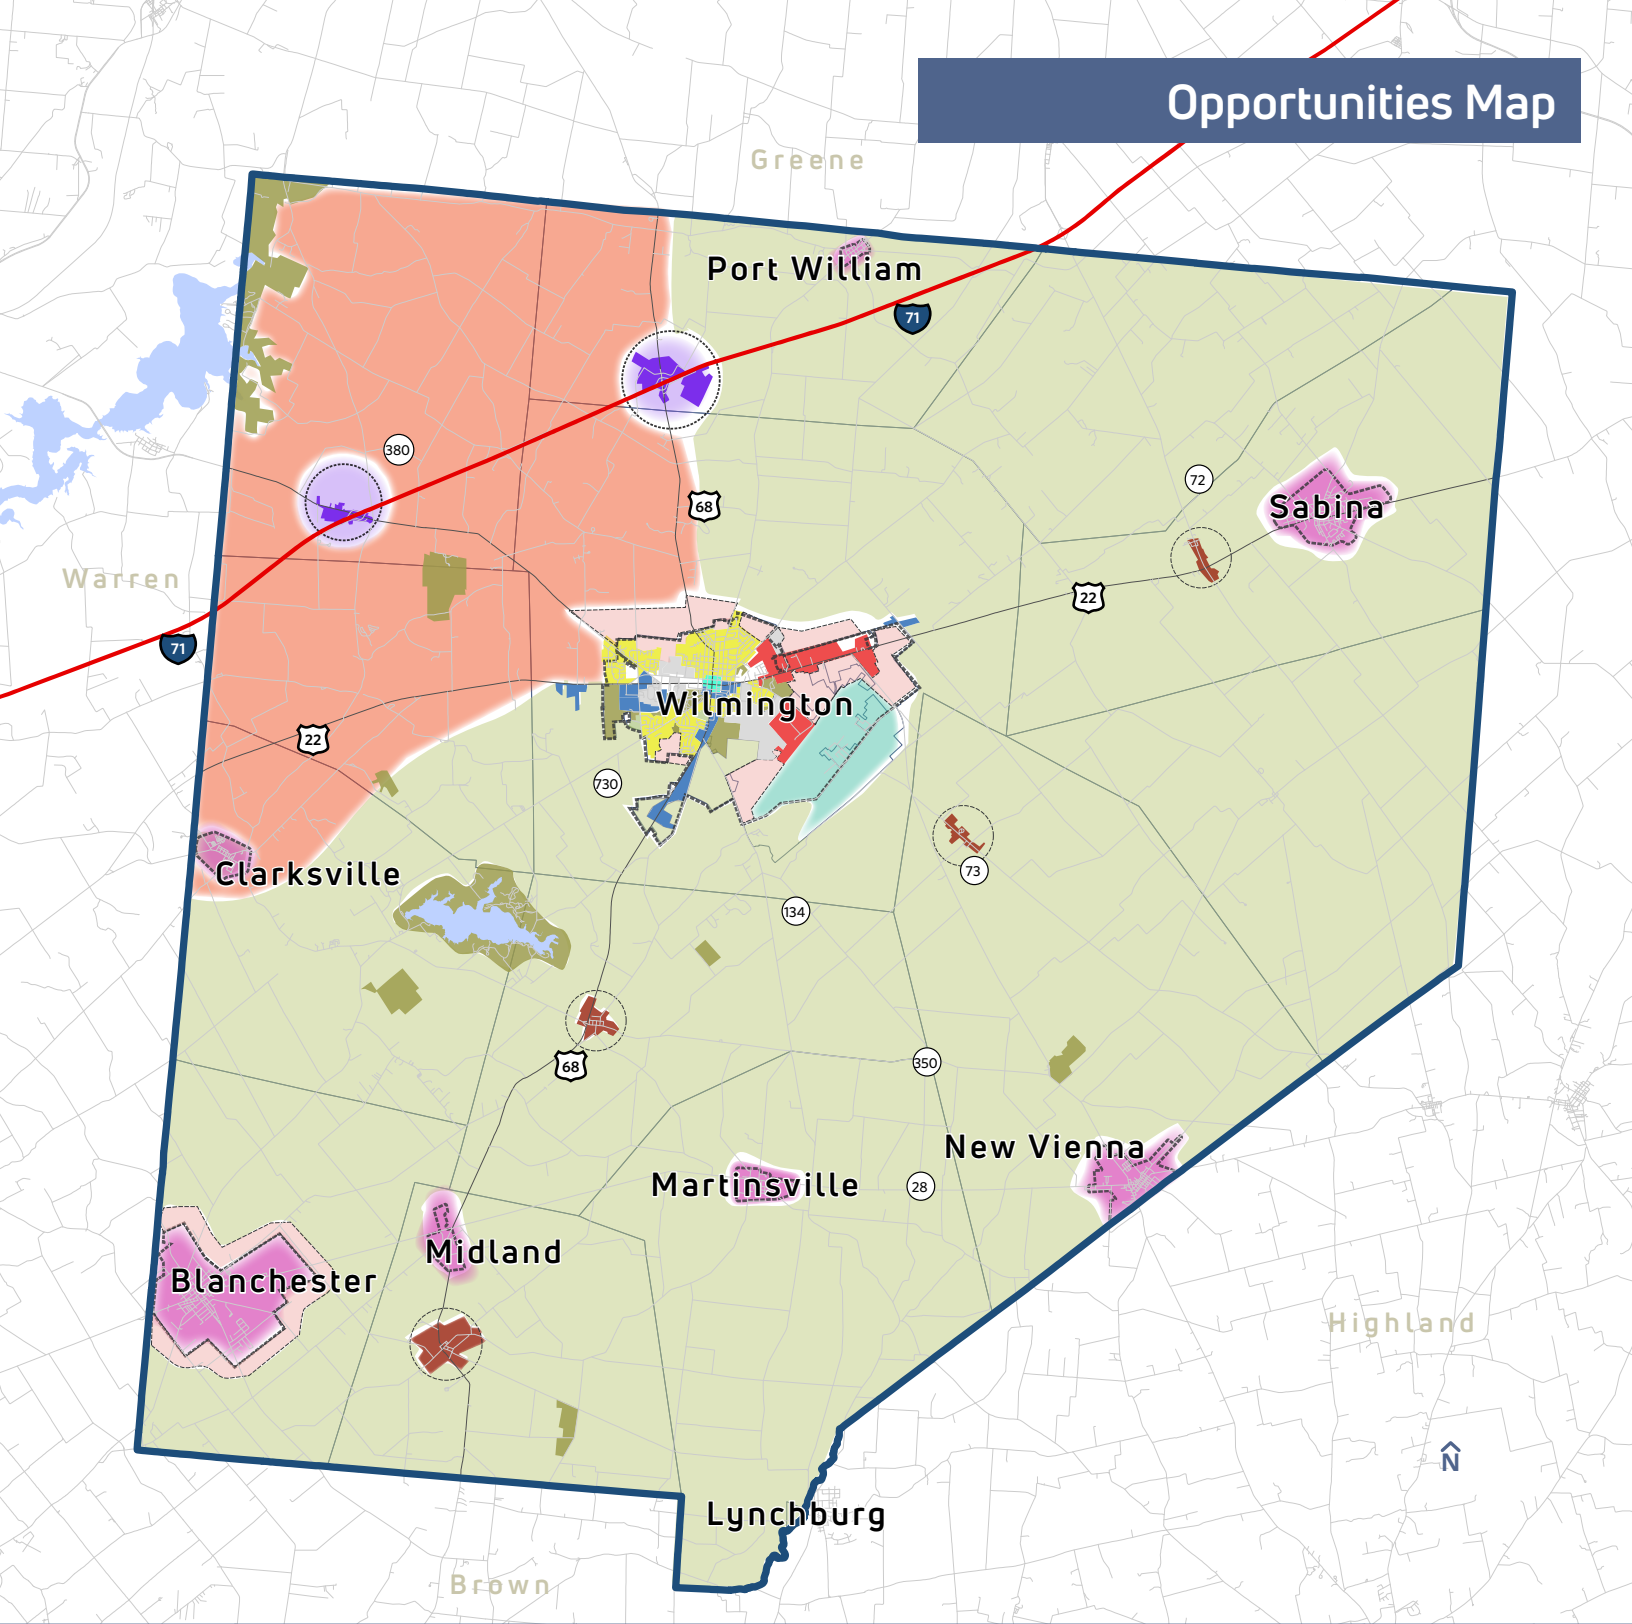 Opportunities Map
Greene
Port William
71
380
72
68
Sabina
Warren
22
71
Wilmington
22
730
73
Clarksville
134
350
68
New Vienna
Martinsville
28
Midland
Blanchester
Highland
N
Lynchburg
Brown